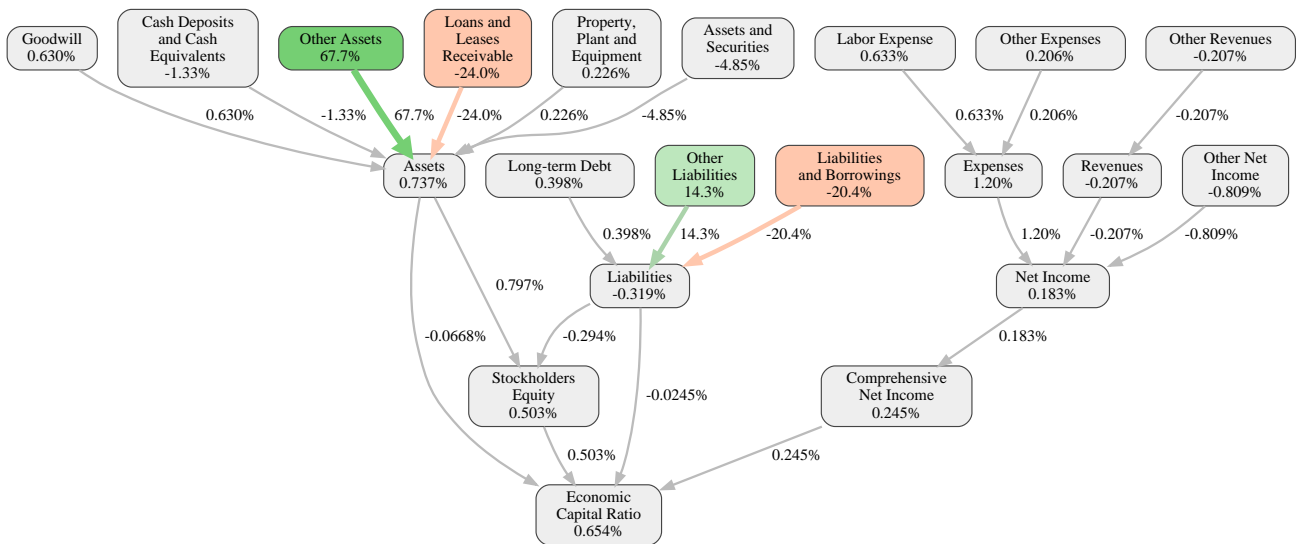 Goodwill
0.630%
Cash Deposits
and Cash
Equivalents
-1.33%
Other Assets
67.7%
Loans and
Leases
Receivable
-24.0%
Property,
Plant and
Equipment
0.226%
Assets and
Securities
-4.85%
Labor Expense
0.633%
Other Expenses
0.206%
Other Revenues
-0.207%
0.630%
-1.33%
67.7%
-24.0%
0.226%
-4.85%
0.633%
0.206%
-0.207%
Assets
0.737%
Long-term Debt
0.398%
Other
Liabilities
14.3%
Liabilities
and Borrowings
-20.4%
Expenses
1.20%
Revenues
-0.207%
Other Net
Income
-0.809%
0.398%
14.3%
-20.4%
1.20%
-0.207%
-0.809%
0.797%
Liabilities
-0.319%
Net Income
0.183%
-0.0668%
-0.294%
0.183%
Stockholders
Equity
0.503%
-0.0245%
Comprehensive
Net Income
0.245%
0.503%
0.245%
Economic
Capital Ratio
0.654%